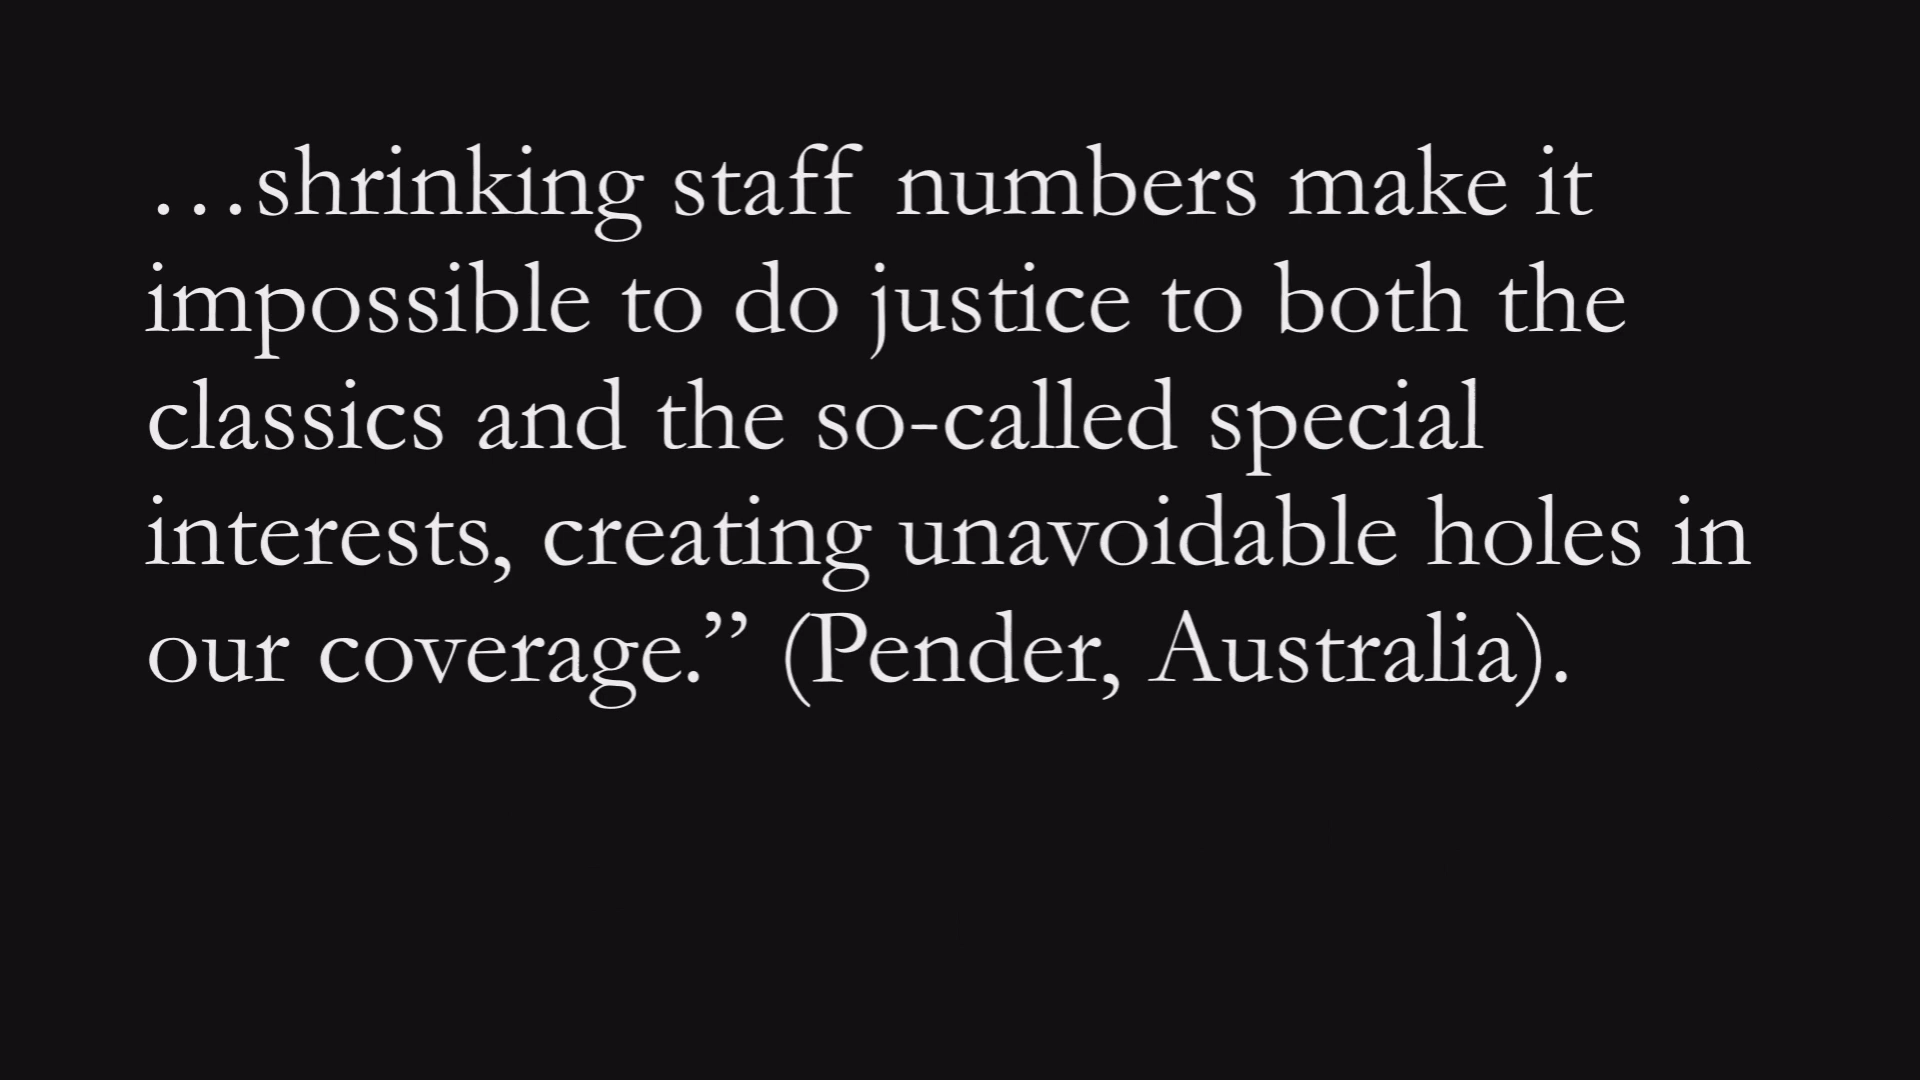 …shrinking staff numbers make it
impossible to do justice to both the
classics and the so-called special
interests, creating unavoidable holes in
our coverage.” (Pender, Australia).